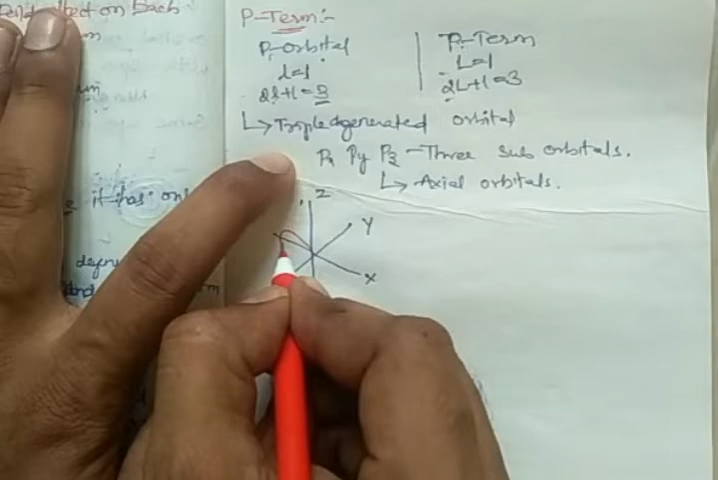 Field effect on Each
P-Term:-
P-Orbital
l=1
2l+1=3
P-Term
L=1
2L+1=3
↳ Triple degenerated orbital
Px Py Pz - Three sub orbitals.
↳ Axial orbitals.
it has
Z
Y
X